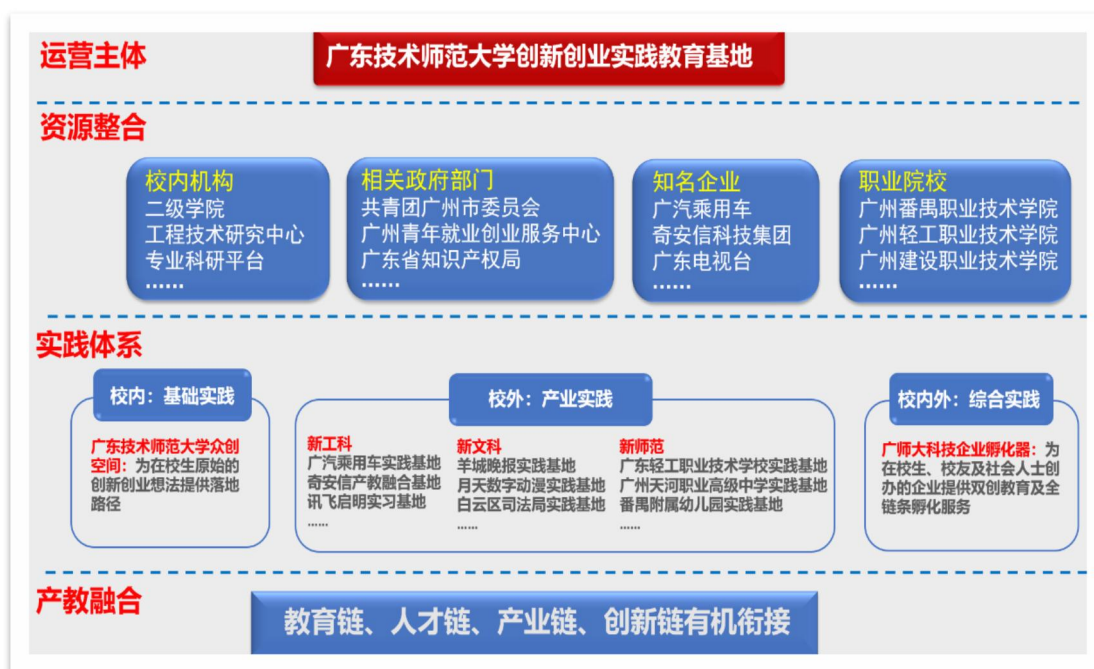 运营主体
广东技术师范大学创新创业实践教育基地
资源整合
校内机构
二级学院
工程技术研究中心
专业科研平台
……
相关政府部门
共青团广州市委员会
广州青年就业创业服务中心
广东省知识产权局
……
知名企业
广汽乘用车
奇安信科技集团
广东电视台
……
职业院校
广州番禺职业技术学院
广州轻工职业技术学院
广州建设职业技术学院
……
实践体系
校内：基础实践
广东技术师范大学众创
空间：为在校生原始的
创新创业想法提供落地
路径
校外：产业实践
新工科
广汽乘用车实践基地
奇安信产教融合基地
讯飞启明实习基地
……
新文科
羊城晚报实践基地
月天数字动漫实践基地
白云区司法局实践基地
……
新师范
广东轻工职业技术学校实践基地
广州天河职业高级中学实践基地
番禺附属幼儿园实践基地
……
校内外：综合实践
广师大科技企业孵化器：为
在校生、校友及社会人士创
办的企业提供双创教育及全
链条孵化服务
产教融合
教育链、人才链、产业链、创新链有机衔接